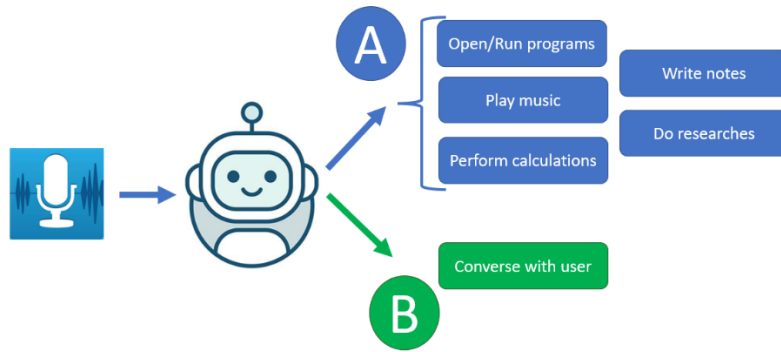 A
Open/Run programs
Write notes
Play music
Do researches
Perform calculations
Converse with user
B